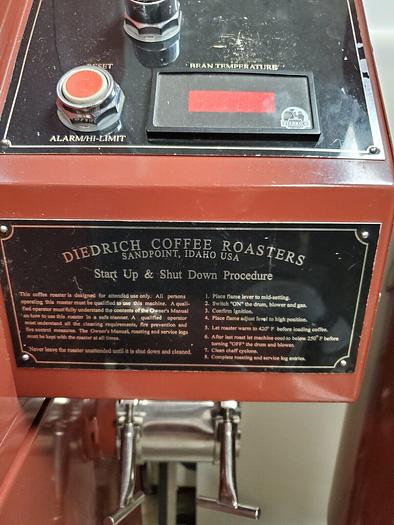 RESET
BEAN TEMPERATURE
ALARM/HI-LIMIT
DIEDRICH COFFEE ROASTERS
SANDPOINT, IDAHO USA
Start Up & Shut Down Procedure
This coffee roaster is designed for attended use only. All persons
operating this roaster must be qualified to use this machine. A quali-
fied operator must fully understand the contents of the Owner's Manual
on how to use this roaster in a safe manner. A qualified operator
must understand all the cleaning requirements, fire prevention and
fire control measures. The Owner's Manual, roasting and service logs
must be kept with the roaster at all times.
Never leave the roaster unattended until it is shut down and cleaned.
1. Place flame lever to mid-setting.
2. Switch "ON" the drum, blower and gas.
3. Confirm ignition.
4. Place flame adjust level to high position.
5. Let roaster warm to 420° F before loading coffee.
6. After last roast let machine cool to below 250° F before
turning "OFF" the drum and blower.
7. Clean chaff cyclone.
8. Complete roasting and service log entries.